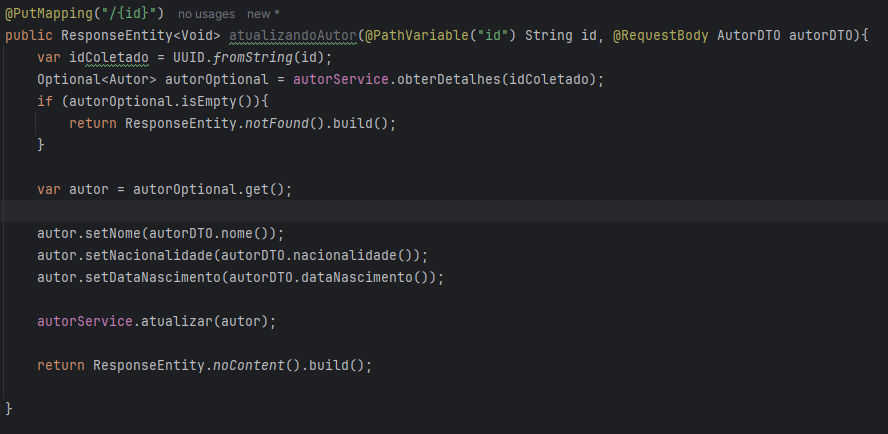 @PutMapping("/{id}") no usages new *
public ResponseEntity<Void> atualizandoAutor(@PathVariable("id") String id, @RequestBody AutorDTO autorDTO){
    var idColetado = UUID.fromString(id);
    Optional<Autor> autorOptional = autorService.obterDetalhes(idColetado);
    if (autorOptional.isEmpty()){
        return ResponseEntity.notFound().build();
    }
    var autor = autorOptional.get();
    autor.setNome(autorDTO.nome());
    autor.setNacionalidade(autorDTO.nacionalidade());
    autor.setDataNascimento(autorDTO.dataNascimento());
    autorService.atualizar(autor);
    return ResponseEntity.noContent().build();
}